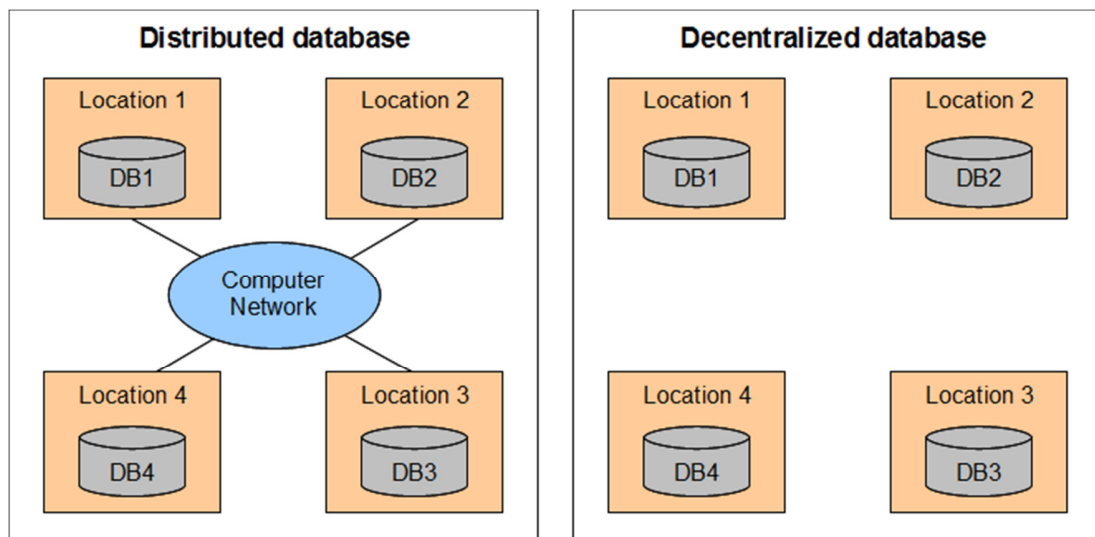 Distributed database
Location 1
DB1
Location 2
DB2
Computer
Network
Location 4
DB4
Location 3
DB3
Decentralized database
Location 1
DB1
Location 2
DB2
Location 4
DB4
Location 3
DB3